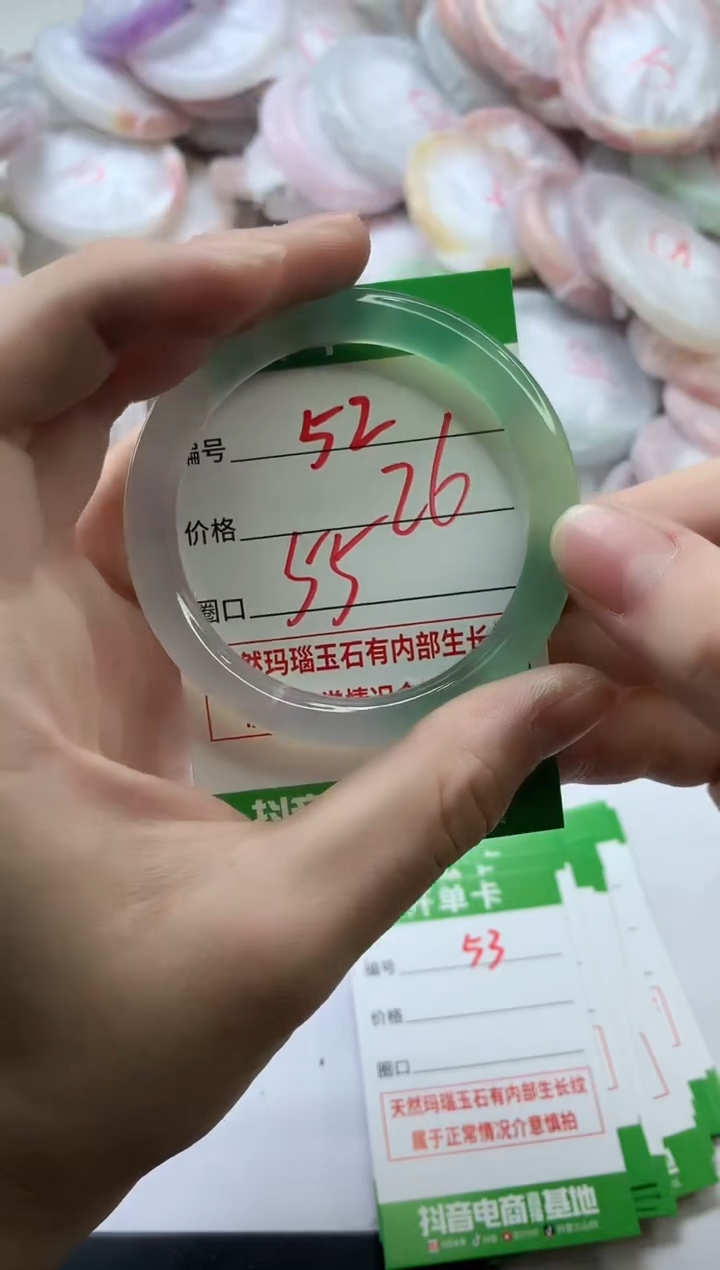 编号 52
价格 26
圈口 55
然玛瑙玉石有内部生长
抖音
单卡
编号 53
价格
圈口
天然玛瑙玉石有内部生长纹
属于正常情况介意慎拍
抖音电商直播基地